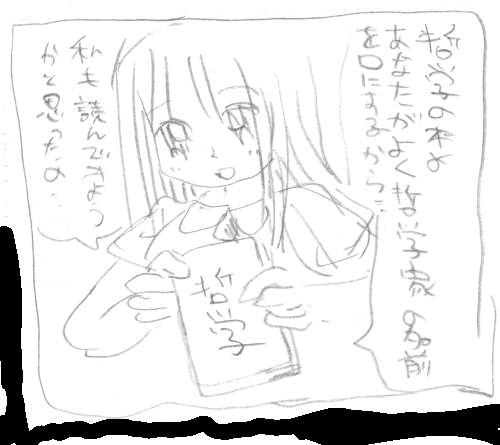 哲学の本よ
あなたがよく哲学家の名前
を口にするから…
私も読んでみよう
かと思ったの…
哲学